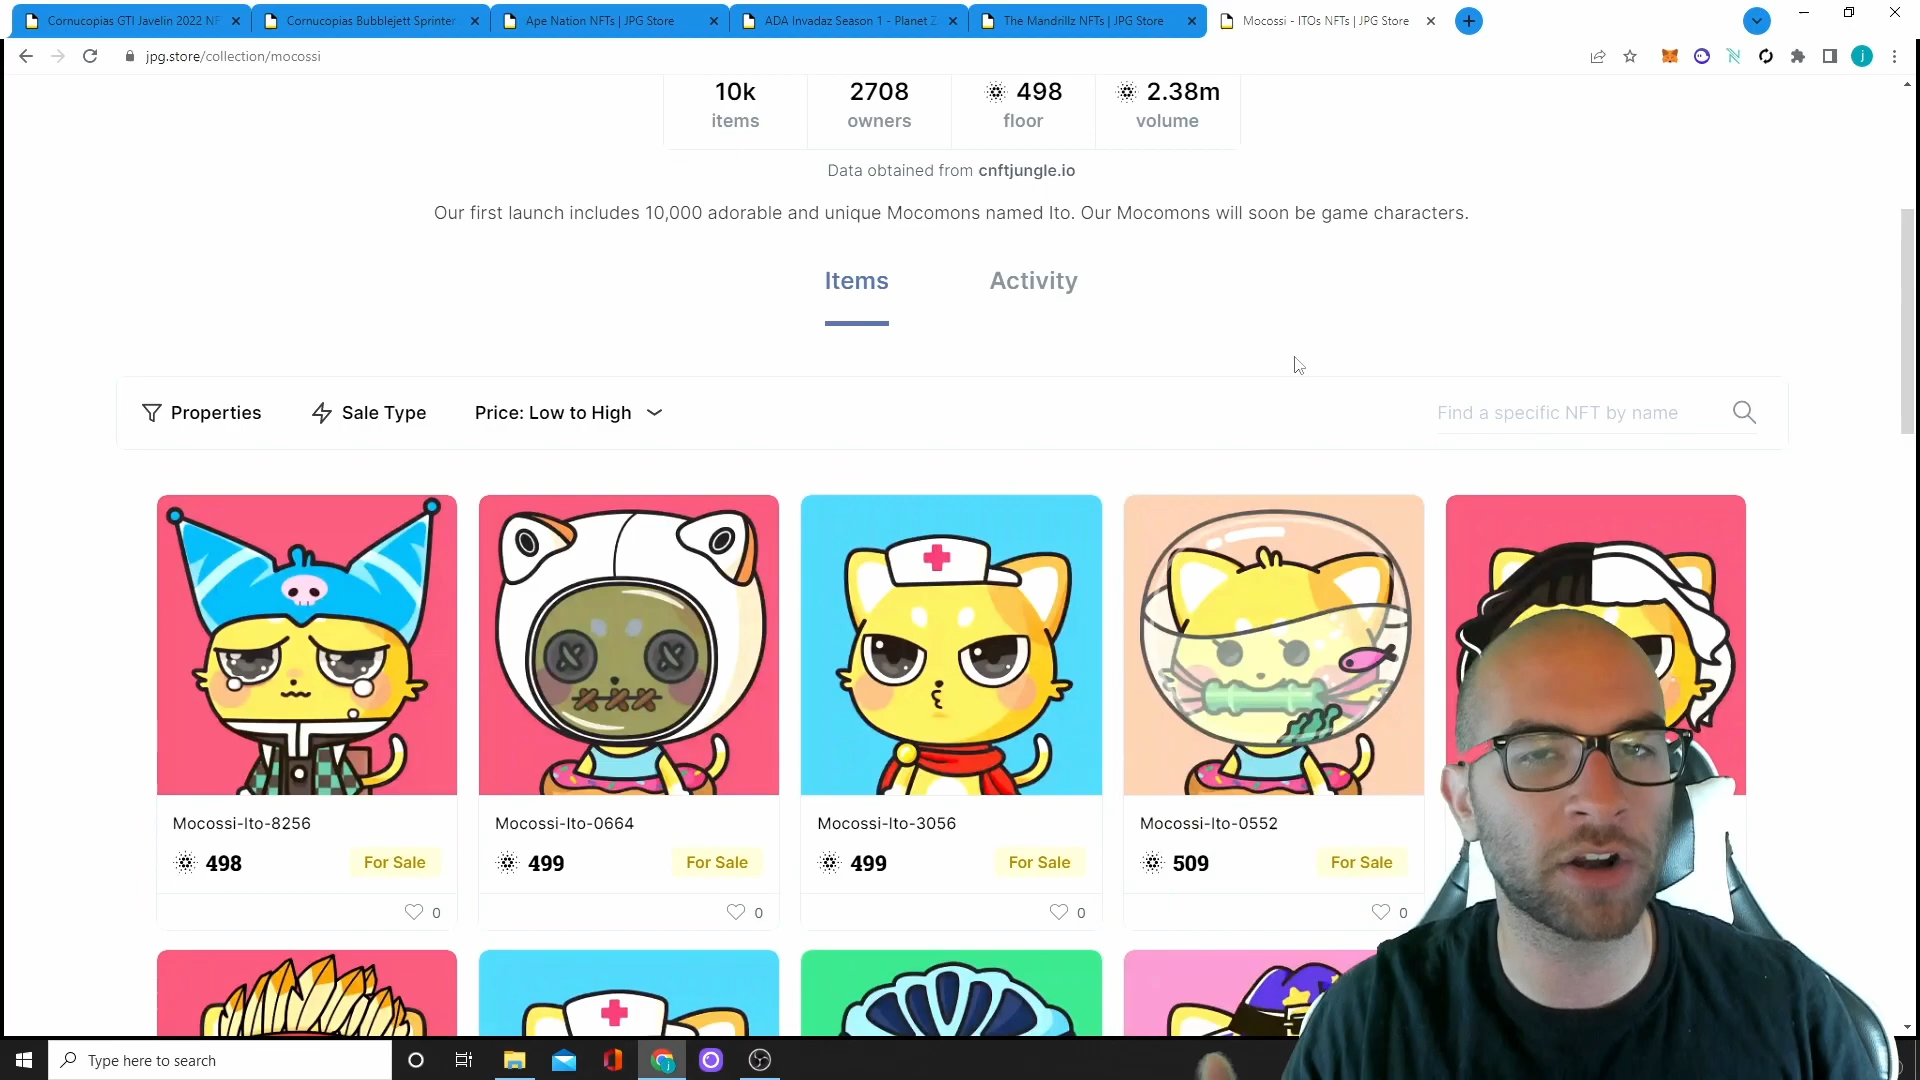 Cornucopias GTI Javelin 2022 NF
Cornucopias Bubblejett Sprinter
Ape Nation NFTs | JPG Store
ADA Invadaz Season 1 - Planet Z
The Mandrillz NFTs | JPG Store
Mocossi - ITOs NFTs | JPG Store
jpg.store/collection/mocossi
j
10k
items
2708
owners
498
floor
2.38m
volume
Data obtained from cnftjungle.io
Our first launch includes 10,000 adorable and unique Mocomons named Ito. Our Mocomons will soon be game characters.
Items
Activity
Properties
Sale Type
Price: Low to High
Find a specific NFT by name
Mocossi-Ito-8256
498
For Sale
0
Mocossi-Ito-0664
499
For Sale
0
Mocossi-Ito-3056
499
For Sale
0
Mocossi-Ito-0552
509
For Sale
0
Type here to search